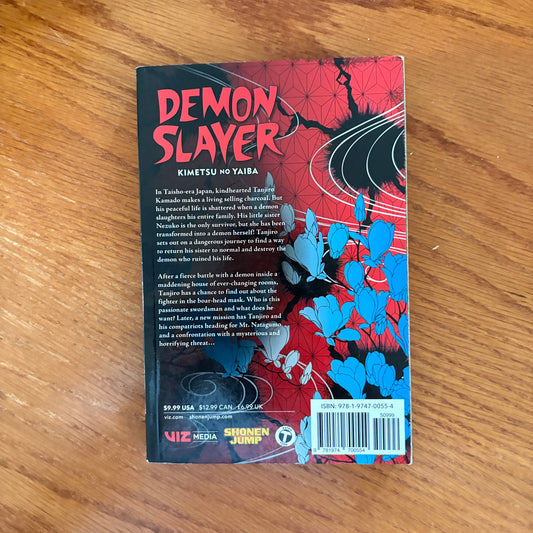 DEMON
SLAYER
KIMETSU NO YAIBA
In Taisho-era Japan, kindhearted Tanjiro
Kamado makes a living selling charcoal. But
his peaceful life is shattered when a demon
slaughters his entire family. His little sister
Nezuko is the only survivor, but she has been
transformed into a demon herself! Tanjiro
sets out on a dangerous journey to find a way
to return his sister to normal and destroy the
demon who ruined his life.
After a fierce battle with a demon inside a
maddening house of ever-changing rooms,
Tanjiro has a chance to find out about the
fighter in the boar-head mask. Who is this
passionate swordsman and what does he
want? Later, a new mission has Tanjiro and
his compatriots heading for Mt. Natagumo
and a confrontation with a mysterious and
horrifying threat…
$9.99 USA $12.99 CAN £6.99 UK
viz.com shonenjump.com
VIZ MEDIA
SHONEN
JUMP
T
ISBN: 978-1-9747-0055-4
50999
9 781974 700554